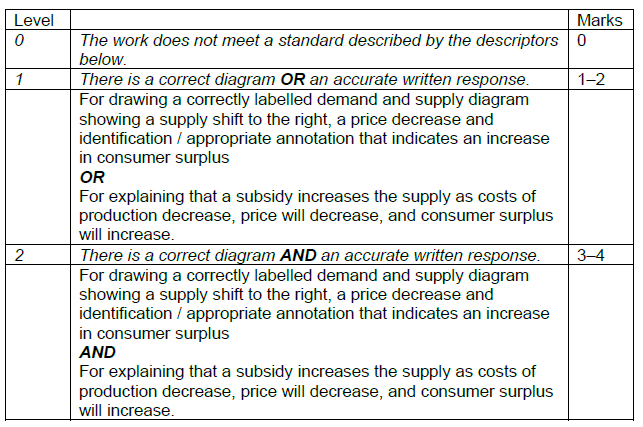 Level Marks
0 The work does not meet a standard described by the descriptors 0
below.
1 There is a correct diagram OR an accurate written response. 1–2
For drawing a correctly labelled demand and supply diagram
showing a supply shift to the right, a price decrease and
identification / appropriate annotation that indicates an increase
in consumer surplus
OR
For explaining that a subsidy increases the supply as costs of
production decrease, price will decrease, and consumer surplus
will increase.
2 There is a correct diagram AND an accurate written response. 3–4
For drawing a correctly labelled demand and supply diagram
showing a supply shift to the right, a price decrease and
identification / appropriate annotation that indicates an increase
in consumer surplus
AND
For explaining that a subsidy increases the supply as costs of
production decrease, price will decrease, and consumer surplus
will increase.